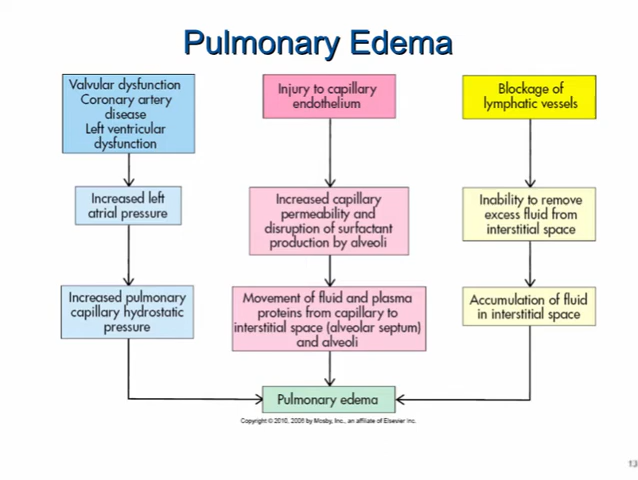 Pulmonary Edema
Valvular dysfunction
Coronary artery
disease
Left ventricular
dysfunction
Injury to capillary
endothelium
Blockage of
lymphatic vessels
Increased left
atrial pressure
Increased capillary
permeability and
disruption of surfactant
production by alveoli
Inability to remove
excess fluid from
interstitial space
Increased pulmonary
capillary hydrostatic
pressure
Movement of fluid and plasma
proteins from capillary to
interstitial space (alveolar septum)
and alveoli
Accumulation of fluid
in interstitial space
Pulmonary edema
Copyright © 2010, 2006 by Mosby, Inc., an affiliate of Elsevier Inc.
13